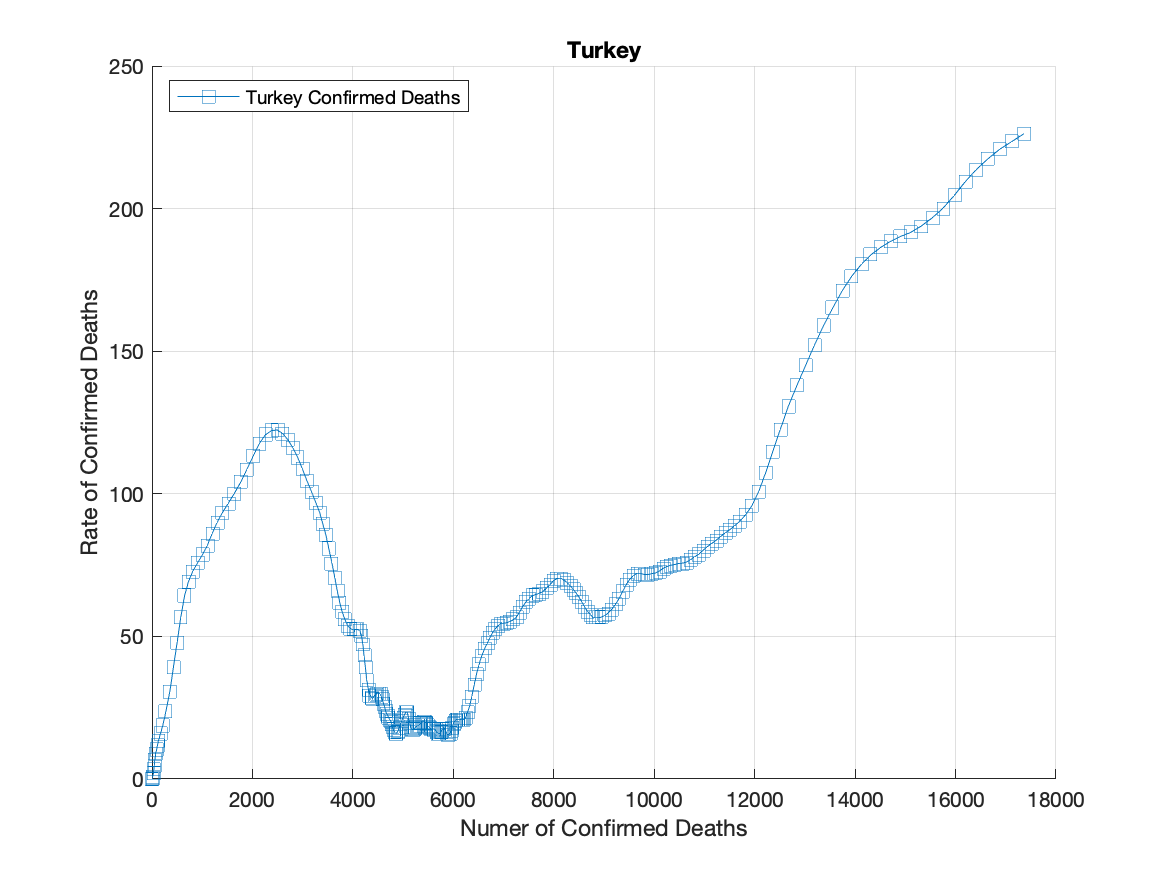 Turkey
Turkey Confirmed Deaths
250
200
150
100
50
0
Rate of Confirmed Deaths
0 2000 4000 6000 8000 10000 12000 14000 16000 18000
Numer of Confirmed Deaths